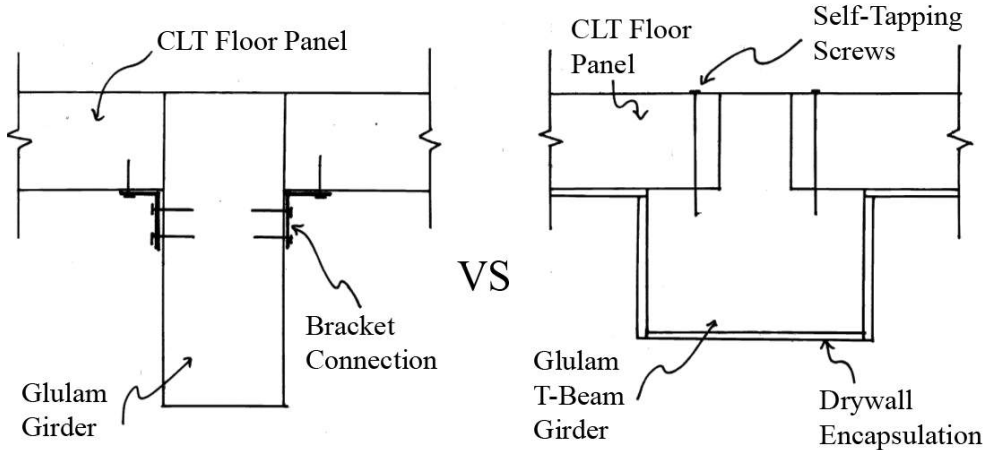 CLT Floor Panel
Bracket
Connection
Glulam
Girder
VS
CLT Floor
Panel
Self-Tapping
Screws
Glulam
T-Beam
Girder
Drywall
Encapsulation